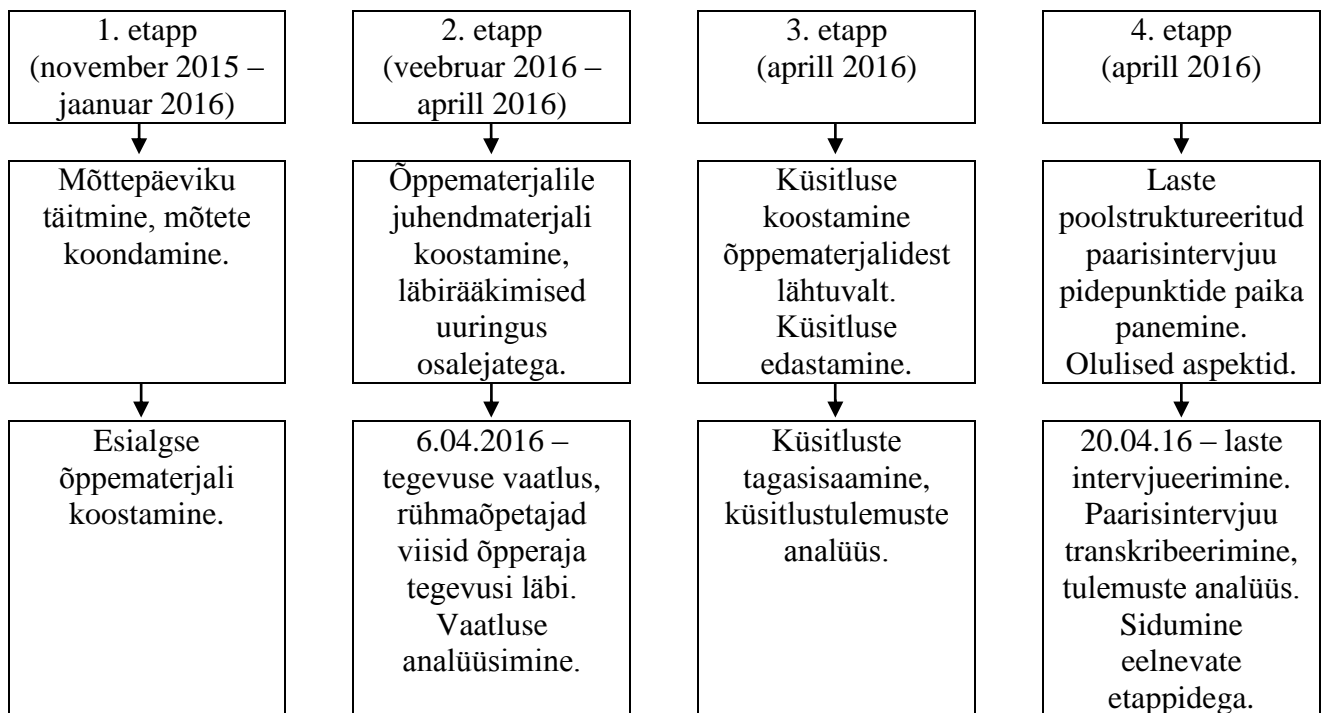 1. etapp
(november 2015 –
jaanuar 2016)
Mõttepäeviku
täitmine, mõtete
koondamine.
Esialgse
õppematerjali
koostamine.
2. etapp
(veebruar 2016 –
aprill 2016)
Õppematerjalile
juhendmaterjali
koostamine,
läbirääkimised
uuringus
osalejatega.
6.04.2016 –
tegevuse vaatlus,
rühmaõpetajad
viisid õpperaja
tegevusi läbi.
Vaatluse
analüüsimine.
3. etapp
(aprill 2016)
Küsitluse
koostamine
õppematerjalidest
lähtuvalt.
Küsitluse
edastamine.
Küsitluste
tagasisaamine,
küsitlustulemuste
analüüs.
4. etapp
(aprill 2016)
Laste
poolstruktureeritud
paarisintervjuu
pidepunktide paika
panemine.
Olulised aspektid.
20.04.16 – laste
intervjueerimine.
Paarisintervjuu
transkribeerimine,
tulemuste analüüs.
Sidumine
eelnevate
etappidega.